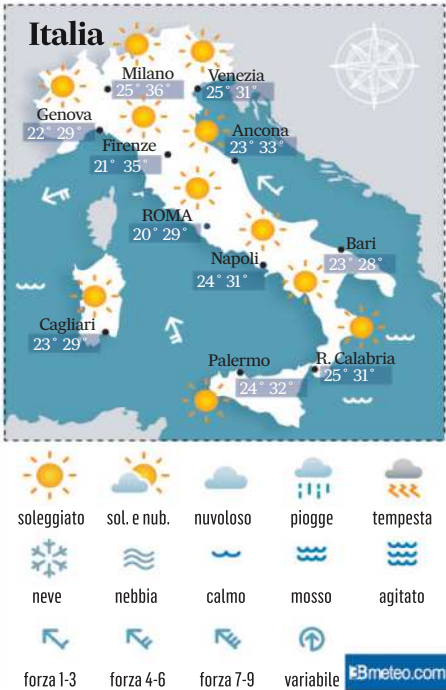 Italia
Milano
25° 36°
Venezia
25° 31°
Genova
22° 29°
Firenze
21° 35°
Ancona
23° 33°
ROMA
20° 29°
Napoli
24° 31°
Bari
23° 28°
Cagliari
23° 29°
Palermo
24° 32°
R. Calabria
25° 31°
soleggiato sol. e nub. nuvoloso piogge tempesta
neve nebbia calmo mosso agitato
forza 1-3 forza 4-6 forza 7-9 variabile
3Bmeteo.com